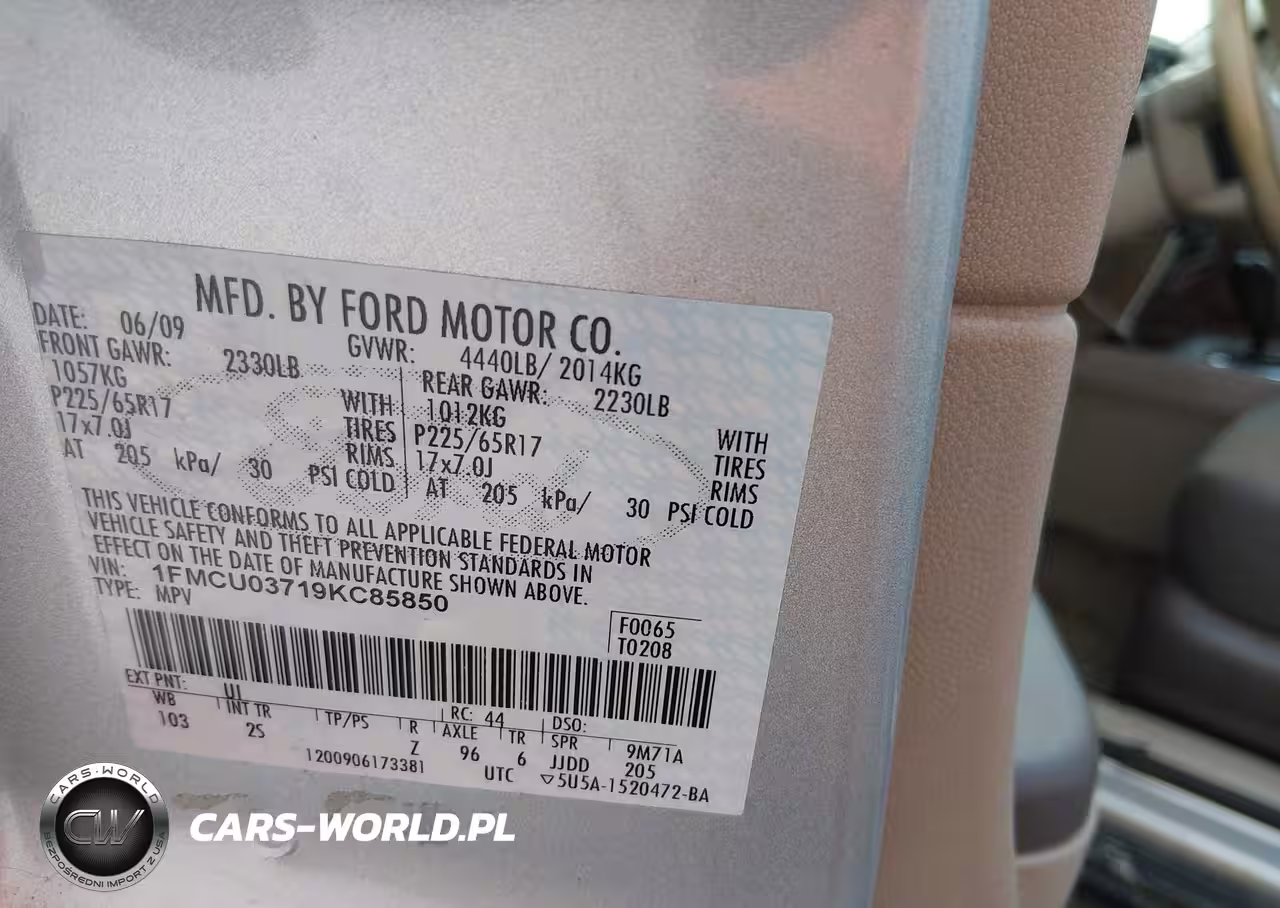 MFD. BY FORD MOTOR CO.
DATE: 06/09 GVWR: 4440LB/ 2014KG
FRONT GAWR: 2330LB REAR GAWR: 2230LB
1057KG WITH 1012KG WITH
P225/65R17 TIRES P225/65R17 TIRES
17x7.0J RIMS 17x7.0J RIMS
AT 205 kPa/ 30 PSI COLD AT 205 kPa/ 30 PSI COLD
THIS VEHICLE CONFORMS TO ALL APPLICABLE FEDERAL MOTOR
VEHICLE SAFETY AND THEFT PREVENTION STANDARDS IN
EFFECT ON THE DATE OF MANUFACTURE SHOWN ABOVE.
VIN: 1FMCU03719KC85850
TYPE: MPV
F0065
T0208
EXT PNT: UJ RC: 44 DSO:
WB INT TR TP/PS R AXLE TR SPR 9M71A
103 2S Z 96 6 JJDD 205
1200906173381 UTC ▽5U5A-1520472-BA
CARS-WORLD
CW
BEZPOŚREDNI IMPORT Z USA
CARS-WORLD.PL